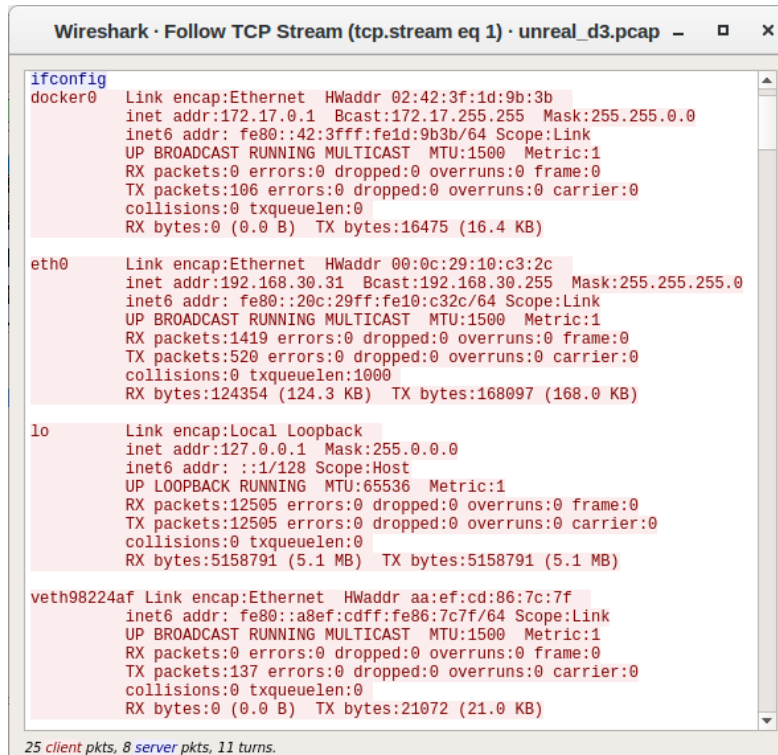 Wireshark · Follow TCP Stream (tcp.stream eq 1) · unreal_d3.pcap
ifconfig
docker0   Link encap:Ethernet  HWaddr 02:42:3f:1d:9b:3b
          inet addr:172.17.0.1  Bcast:172.17.255.255  Mask:255.255.0.0
          inet6 addr: fe80::42:3fff:fe1d:9b3b/64 Scope:Link
          UP BROADCAST RUNNING MULTICAST  MTU:1500  Metric:1
          RX packets:0 errors:0 dropped:0 overruns:0 frame:0
          TX packets:106 errors:0 dropped:0 overruns:0 carrier:0
          collisions:0 txqueuelen:0
          RX bytes:0 (0.0 B)  TX bytes:16475 (16.4 KB)
eth0      Link encap:Ethernet  HWaddr 00:0c:29:10:c3:2c
          inet addr:192.168.30.31  Bcast:192.168.30.255  Mask:255.255.255.0
          inet6 addr: fe80::20c:29ff:fe10:c32c/64 Scope:Link
          UP BROADCAST RUNNING MULTICAST  MTU:1500  Metric:1
          RX packets:1419 errors:0 dropped:0 overruns:0 frame:0
          TX packets:520 errors:0 dropped:0 overruns:0 carrier:0
          collisions:0 txqueuelen:1000
          RX bytes:124354 (124.3 KB)  TX bytes:168097 (168.0 KB)
lo        Link encap:Local Loopback
          inet addr:127.0.0.1  Mask:255.0.0.0
          inet6 addr: ::1/128 Scope:Host
          UP LOOPBACK RUNNING  MTU:65536  Metric:1
          RX packets:12505 errors:0 dropped:0 overruns:0 frame:0
          TX packets:12505 errors:0 dropped:0 overruns:0 carrier:0
          collisions:0 txqueuelen:0
          RX bytes:5158791 (5.1 MB)  TX bytes:5158791 (5.1 MB)
veth98224af Link encap:Ethernet  HWaddr aa:ef:cd:86:7c:7f
          inet6 addr: fe80::a8ef:cdff:fe86:7c7f/64 Scope:Link
          UP BROADCAST RUNNING MULTICAST  MTU:1500  Metric:1
          RX packets:0 errors:0 dropped:0 overruns:0 frame:0
          TX packets:137 errors:0 dropped:0 overruns:0 carrier:0
          collisions:0 txqueuelen:0
          RX bytes:0 (0.0 B)  TX bytes:21072 (21.0 KB)
25 client pkts, 8 server pkts, 11 turns.